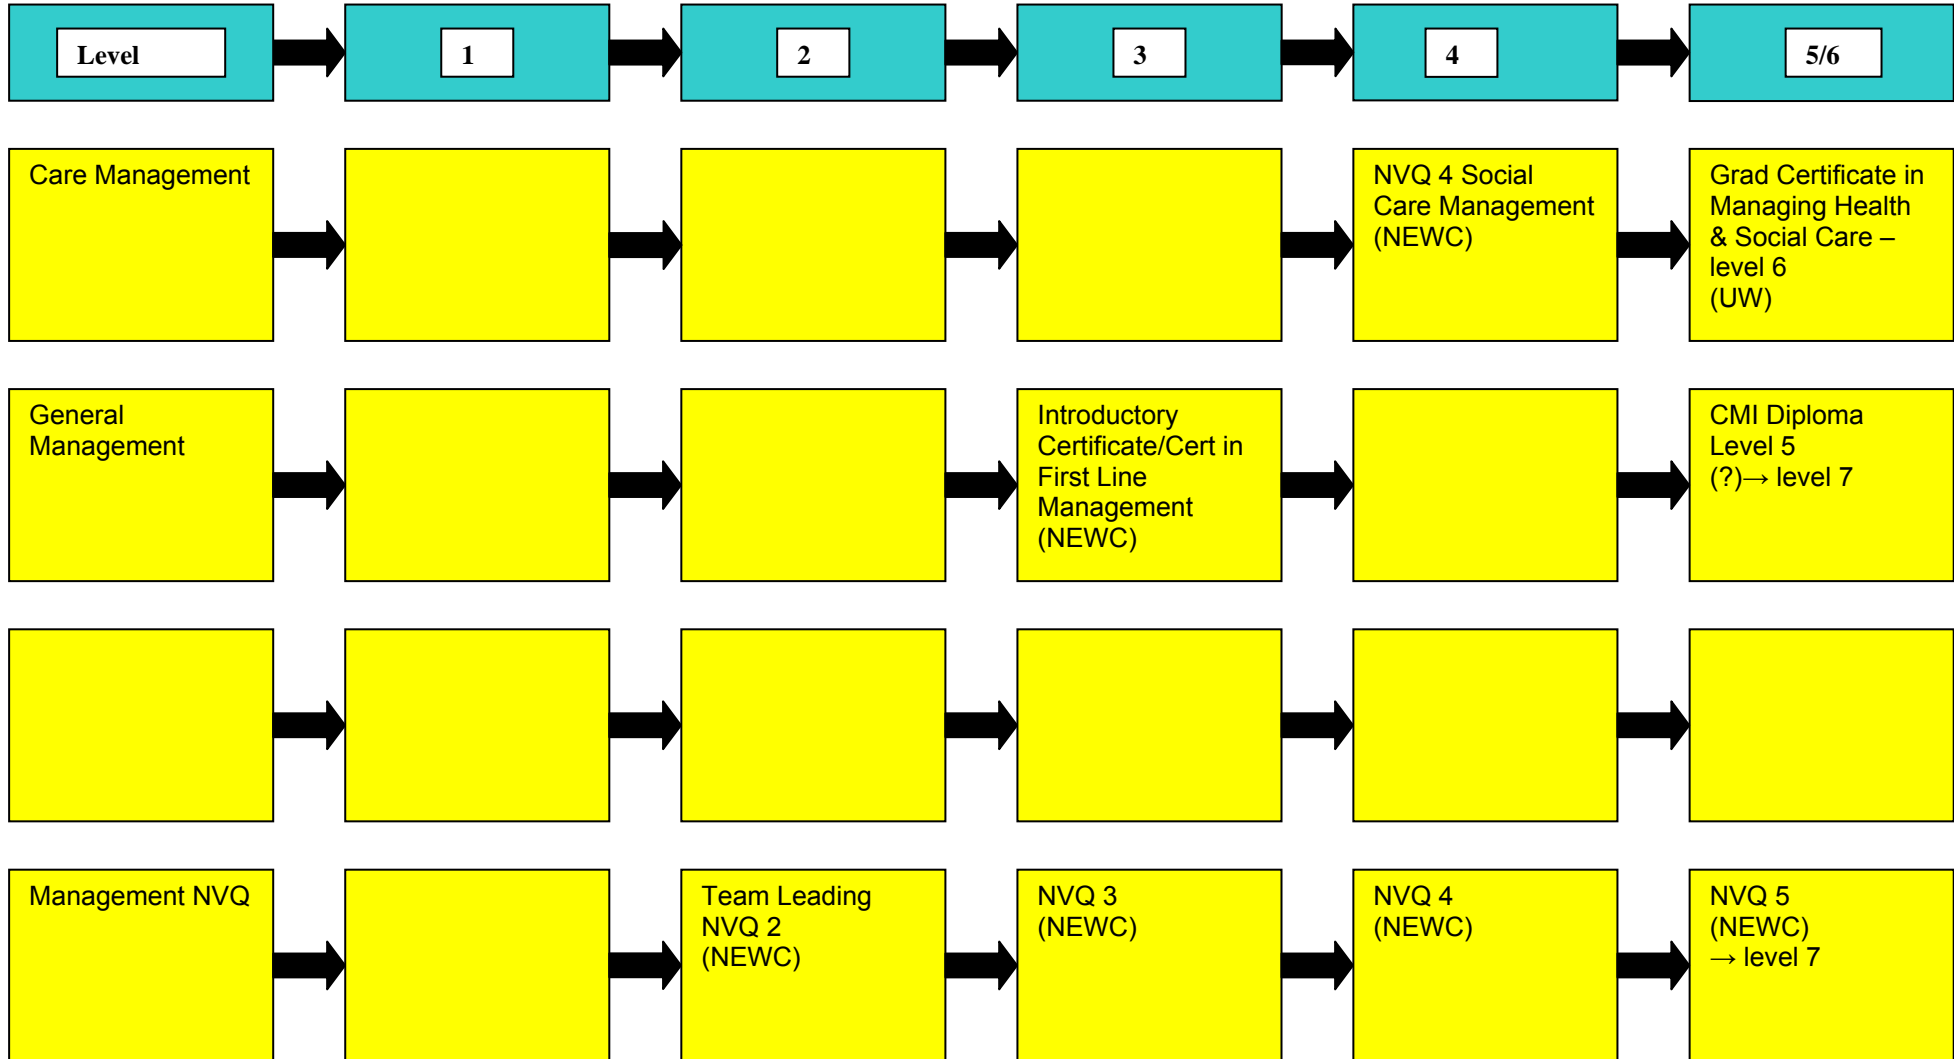 Level
1
2
3
4
5/6
Care Management
NVQ 4 Social
Care Management
(NEWC)
Grad Certificate in
Managing Health
& Social Care –
level 6
(UW)
General
Management
Introductory
Certificate/Cert in
First Line
Management
(NEWC)
CMI Diploma
Level 5
(?)→ level 7
Management NVQ
Team Leading
NVQ 2
(NEWC)
NVQ 3
(NEWC)
NVQ 4
(NEWC)
NVQ 5
(NEWC)
→ level 7